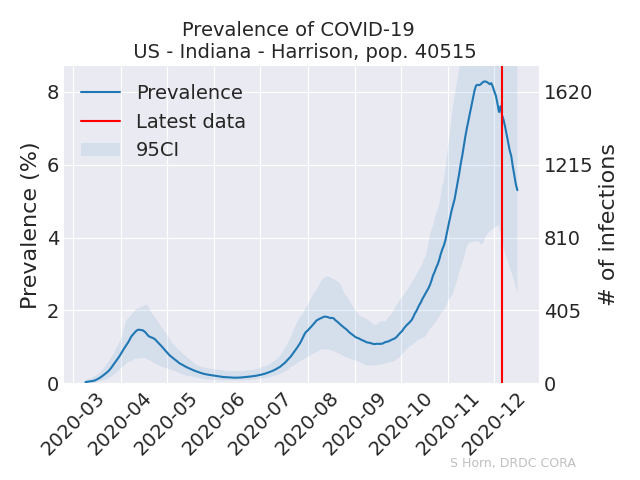 Prevalence of COVID-19
US - Indiana - Harrison, pop. 40515
Prevalence
Latest data
95CI
Prevalence (%)
8
6
4
2
0
1620
1215
810
405
0
# of infections
2020-03
2020-04
2020-05
2020-06
2020-07
2020-08
2020-09
2020-10
2020-11
2020-12
S Horn, DRDC CORA